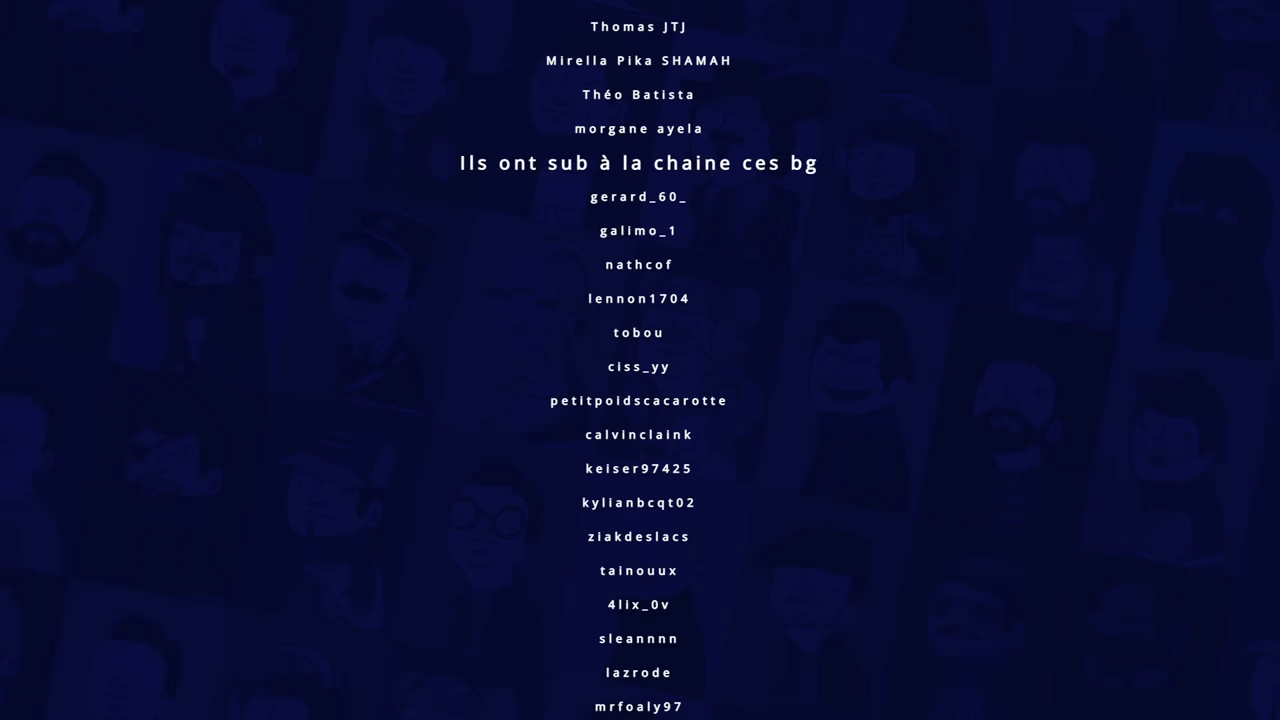 Thomas JTJ
Mirella Pika SHAMAH
Théo Batista
morgane ayela
Ils ont sub à la chaine ces bg
gerard_60_
galimo_1
nathcof
lennon1704
tobou
ciss_yy
petitpoidscacarotte
calvinclaink
keiser97425
kylianbcqt02
ziakdeslacs
tainouux
4lix_0v
sleannnn
lazrode
mrfoaly97